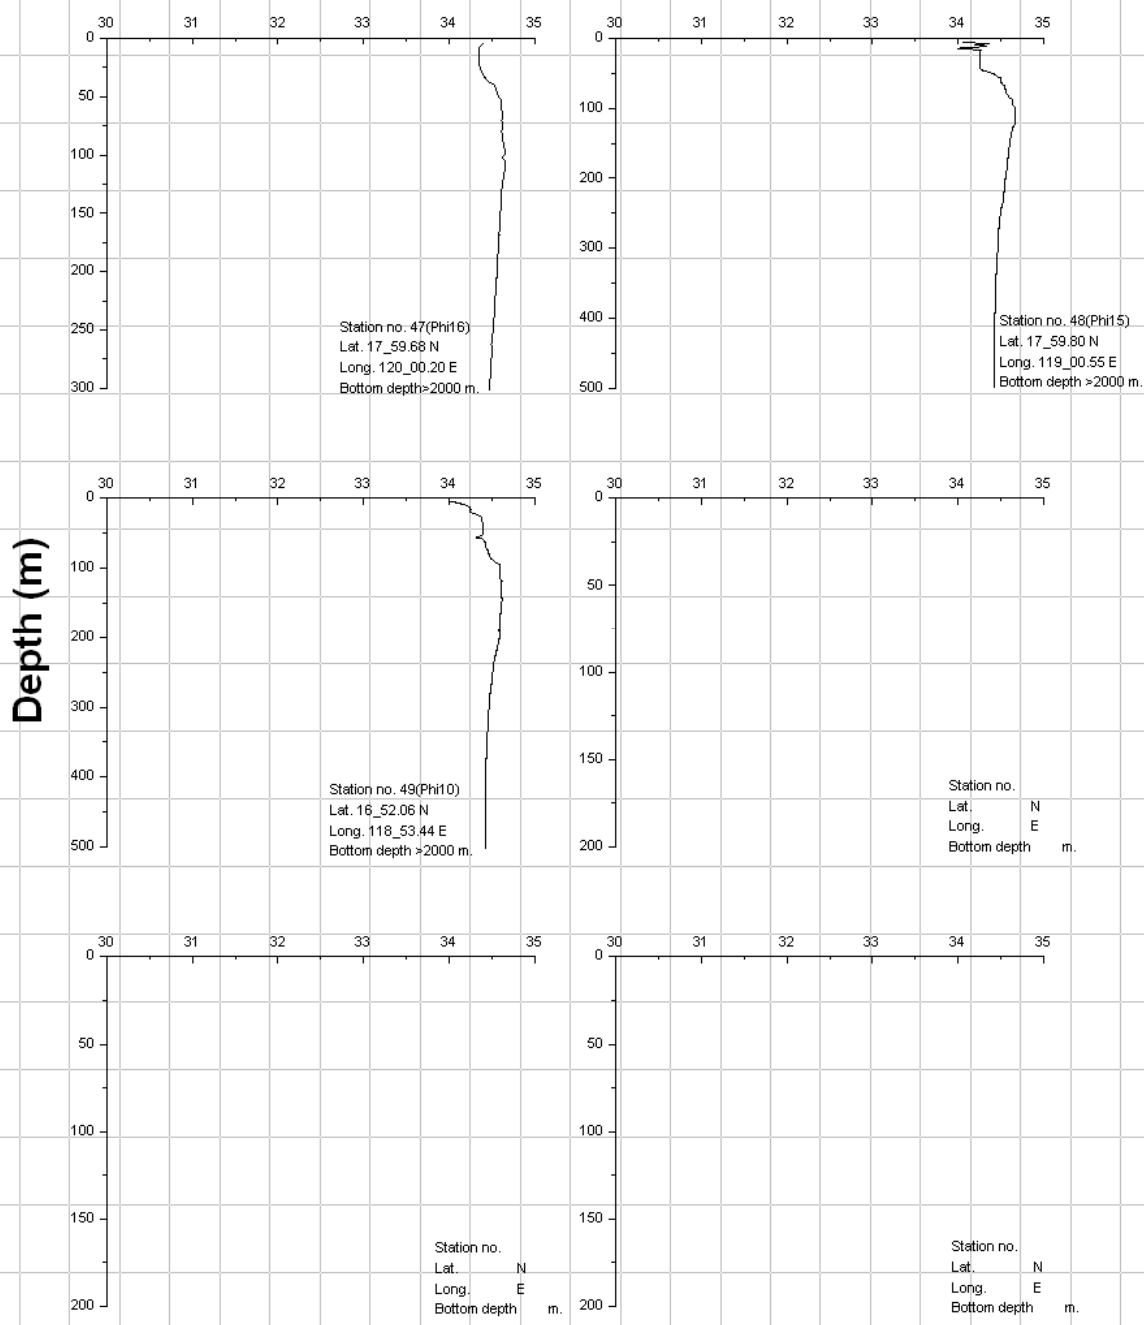 30 31 32 33 34 35
0
50
100
150
200
250
300
Station no. 47(Phi16)
Lat. 17_59.68 N
Long. 120_00.20 E
Bottom depth>2000 m.
30 31 32 33 34 35
0
100
200
300
400
500
Station no. 48(Phi15)
Lat. 17_59.80 N
Long. 119_00.55 E
Bottom depth >2000 m.
Depth (m)
30 31 32 33 34 35
0
100
200
300
400
500
Station no. 49(Phi10)
Lat. 16_52.06 N
Long. 118_53.44 E
Bottom depth >2000 m.
30 31 32 33 34 35
0
50
100
150
200
Station no.
Lat. N
Long. E
Bottom depth m.
30 31 32 33 34 35
0
50
100
150
200
Station no.
Lat. N
Long. E
Bottom depth m.
30 31 32 33 34 35
0
50
100
150
200
Station no.
Lat. N
Long. E
Bottom depth m.